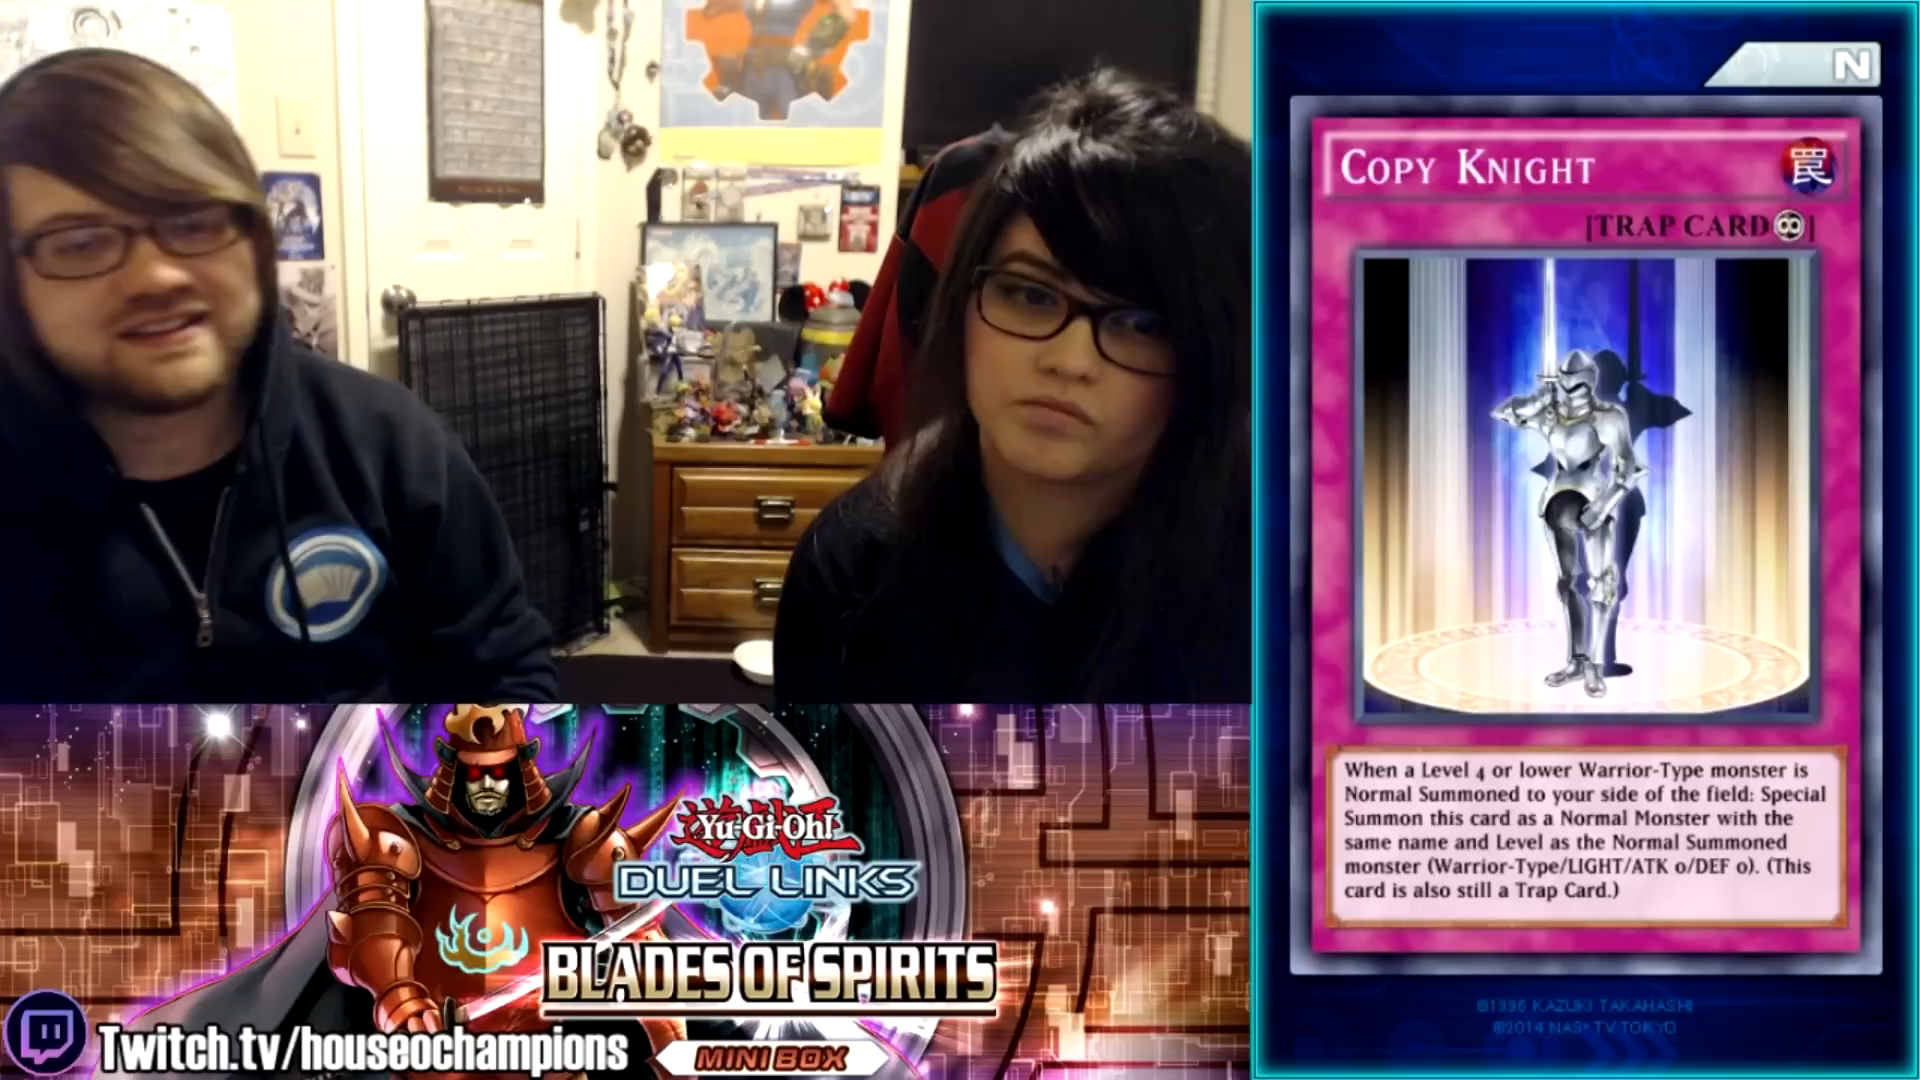 N
COPY KNIGHT
罠
[TRAP CARD∞]
When a Level 4 or lower Warrior-Type monster is
Normal Summoned to your side of the field: Special
Summon this card as a Normal Monster with the
same name and Level as the Normal Summoned
monster (Warrior-Type/LIGHT/ATK 0/DEF 0). (This
card is also still a Trap Card.)
©1996 KAZUKI TAKAHASHI
©2014 NAS・TV TOKYO
Yu-Gi-Oh!
DUEL LINKS
BLADES OF SPIRITS
MINI BOX
Twitch.tv/houseochampions